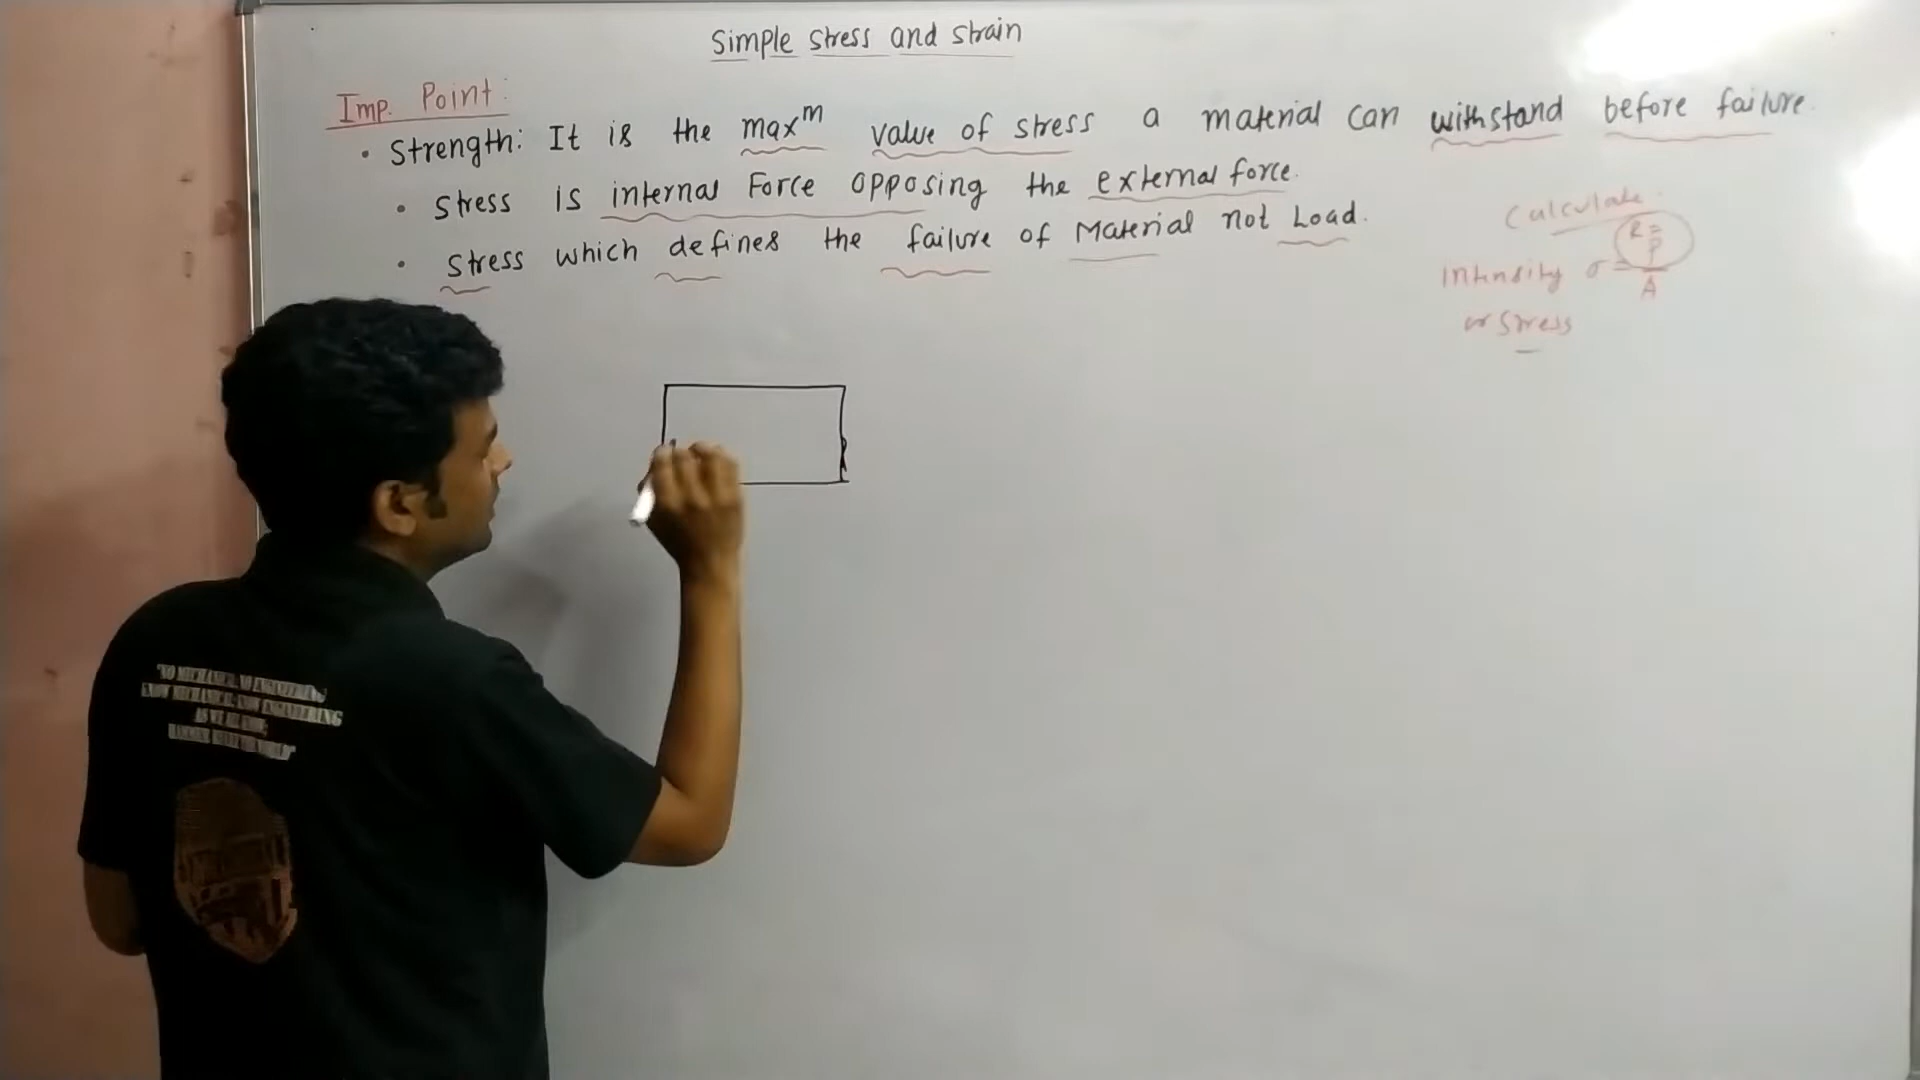 Simple stress and strain
Imp. Point:
• Strength: It is the maxᵐ value of stress a material can withstand before failure.
• Stress is internal Force opposing the external force.
• Stress which defines the failure of Material not Load.
Calculate
R=
P
Intensity σ = 
A
or Stress